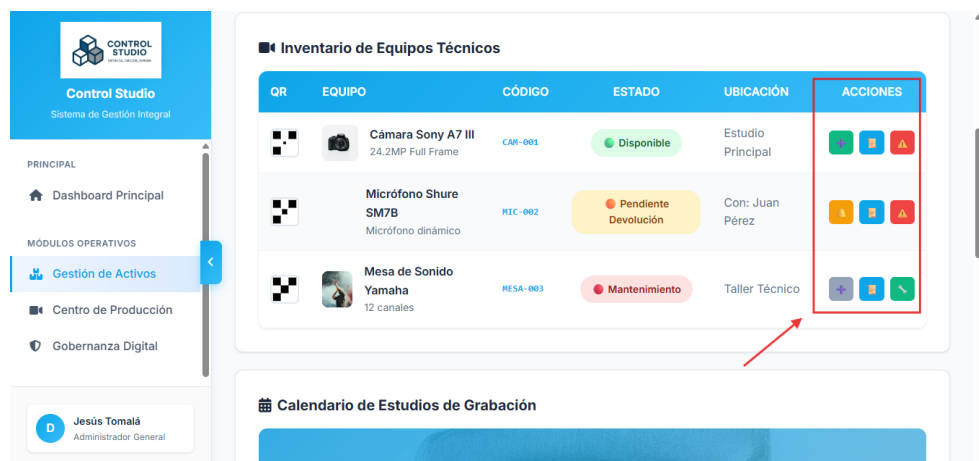 CONTROL
STUDIO
Control Studio
Sistema de Gestión Integral
PRINCIPAL
Dashboard Principal
MÓDULOS OPERATIVOS
Gestión de Activos
Centro de Producción
Gobernanza Digital
D
Jesús Tomalá
Administrador General
Inventario de Equipos Técnicos
QR EQUIPO CÓDIGO ESTADO UBICACIÓN ACCIONES
Cámara Sony A7 III
24.2MP Full Frame
CAM-001
Disponible
Estudio
Principal
Micrófono Shure
SM7B
Micrófono dinámico
MIC-002
Pendiente
Devolución
Con: Juan
Pérez
Mesa de Sonido
Yamaha
12 canales
MESA-003
Mantenimiento
Taller Técnico
Calendario de Estudios de Grabación